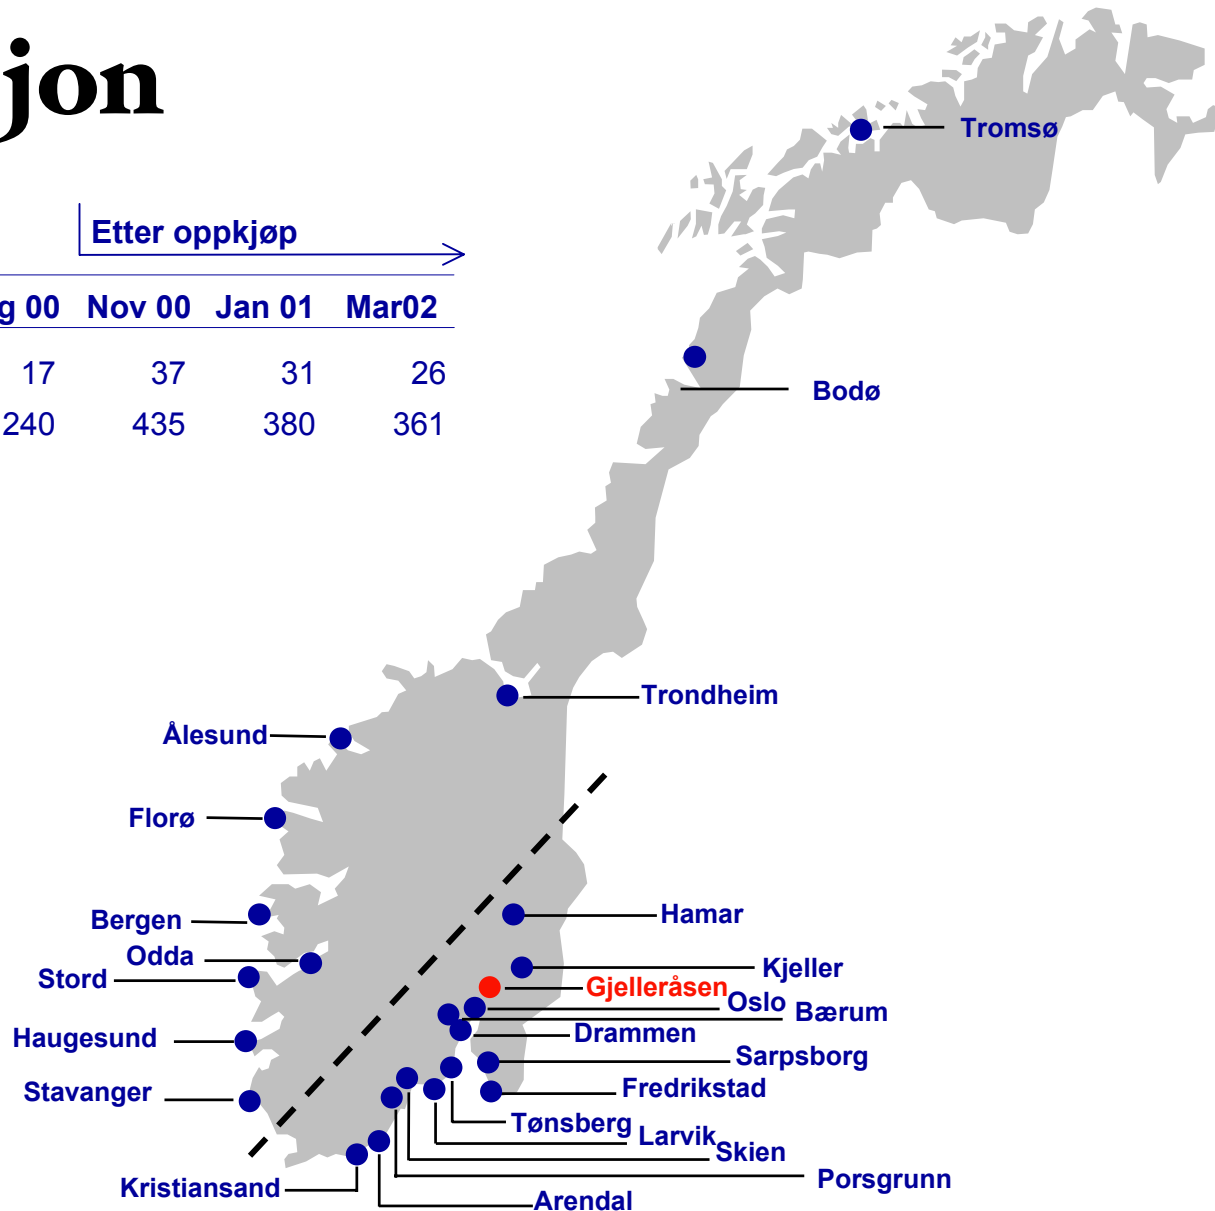 jon
Etter oppkjøp
g 00 Nov 00 Jan 01 Mar02
17 37 31 26
240 435 380 361
Tromsø
Bodø
Trondheim
Ålesund
Florø
Bergen
Hamar
Odda
Stord
Kjeller
Gjelleråsen
Oslo
Bærum
Haugesund
Drammen
Sarpsborg
Stavanger
Fredrikstad
Tønsberg
Larvik
Skien
Kristiansand
Porsgrunn
Arendal